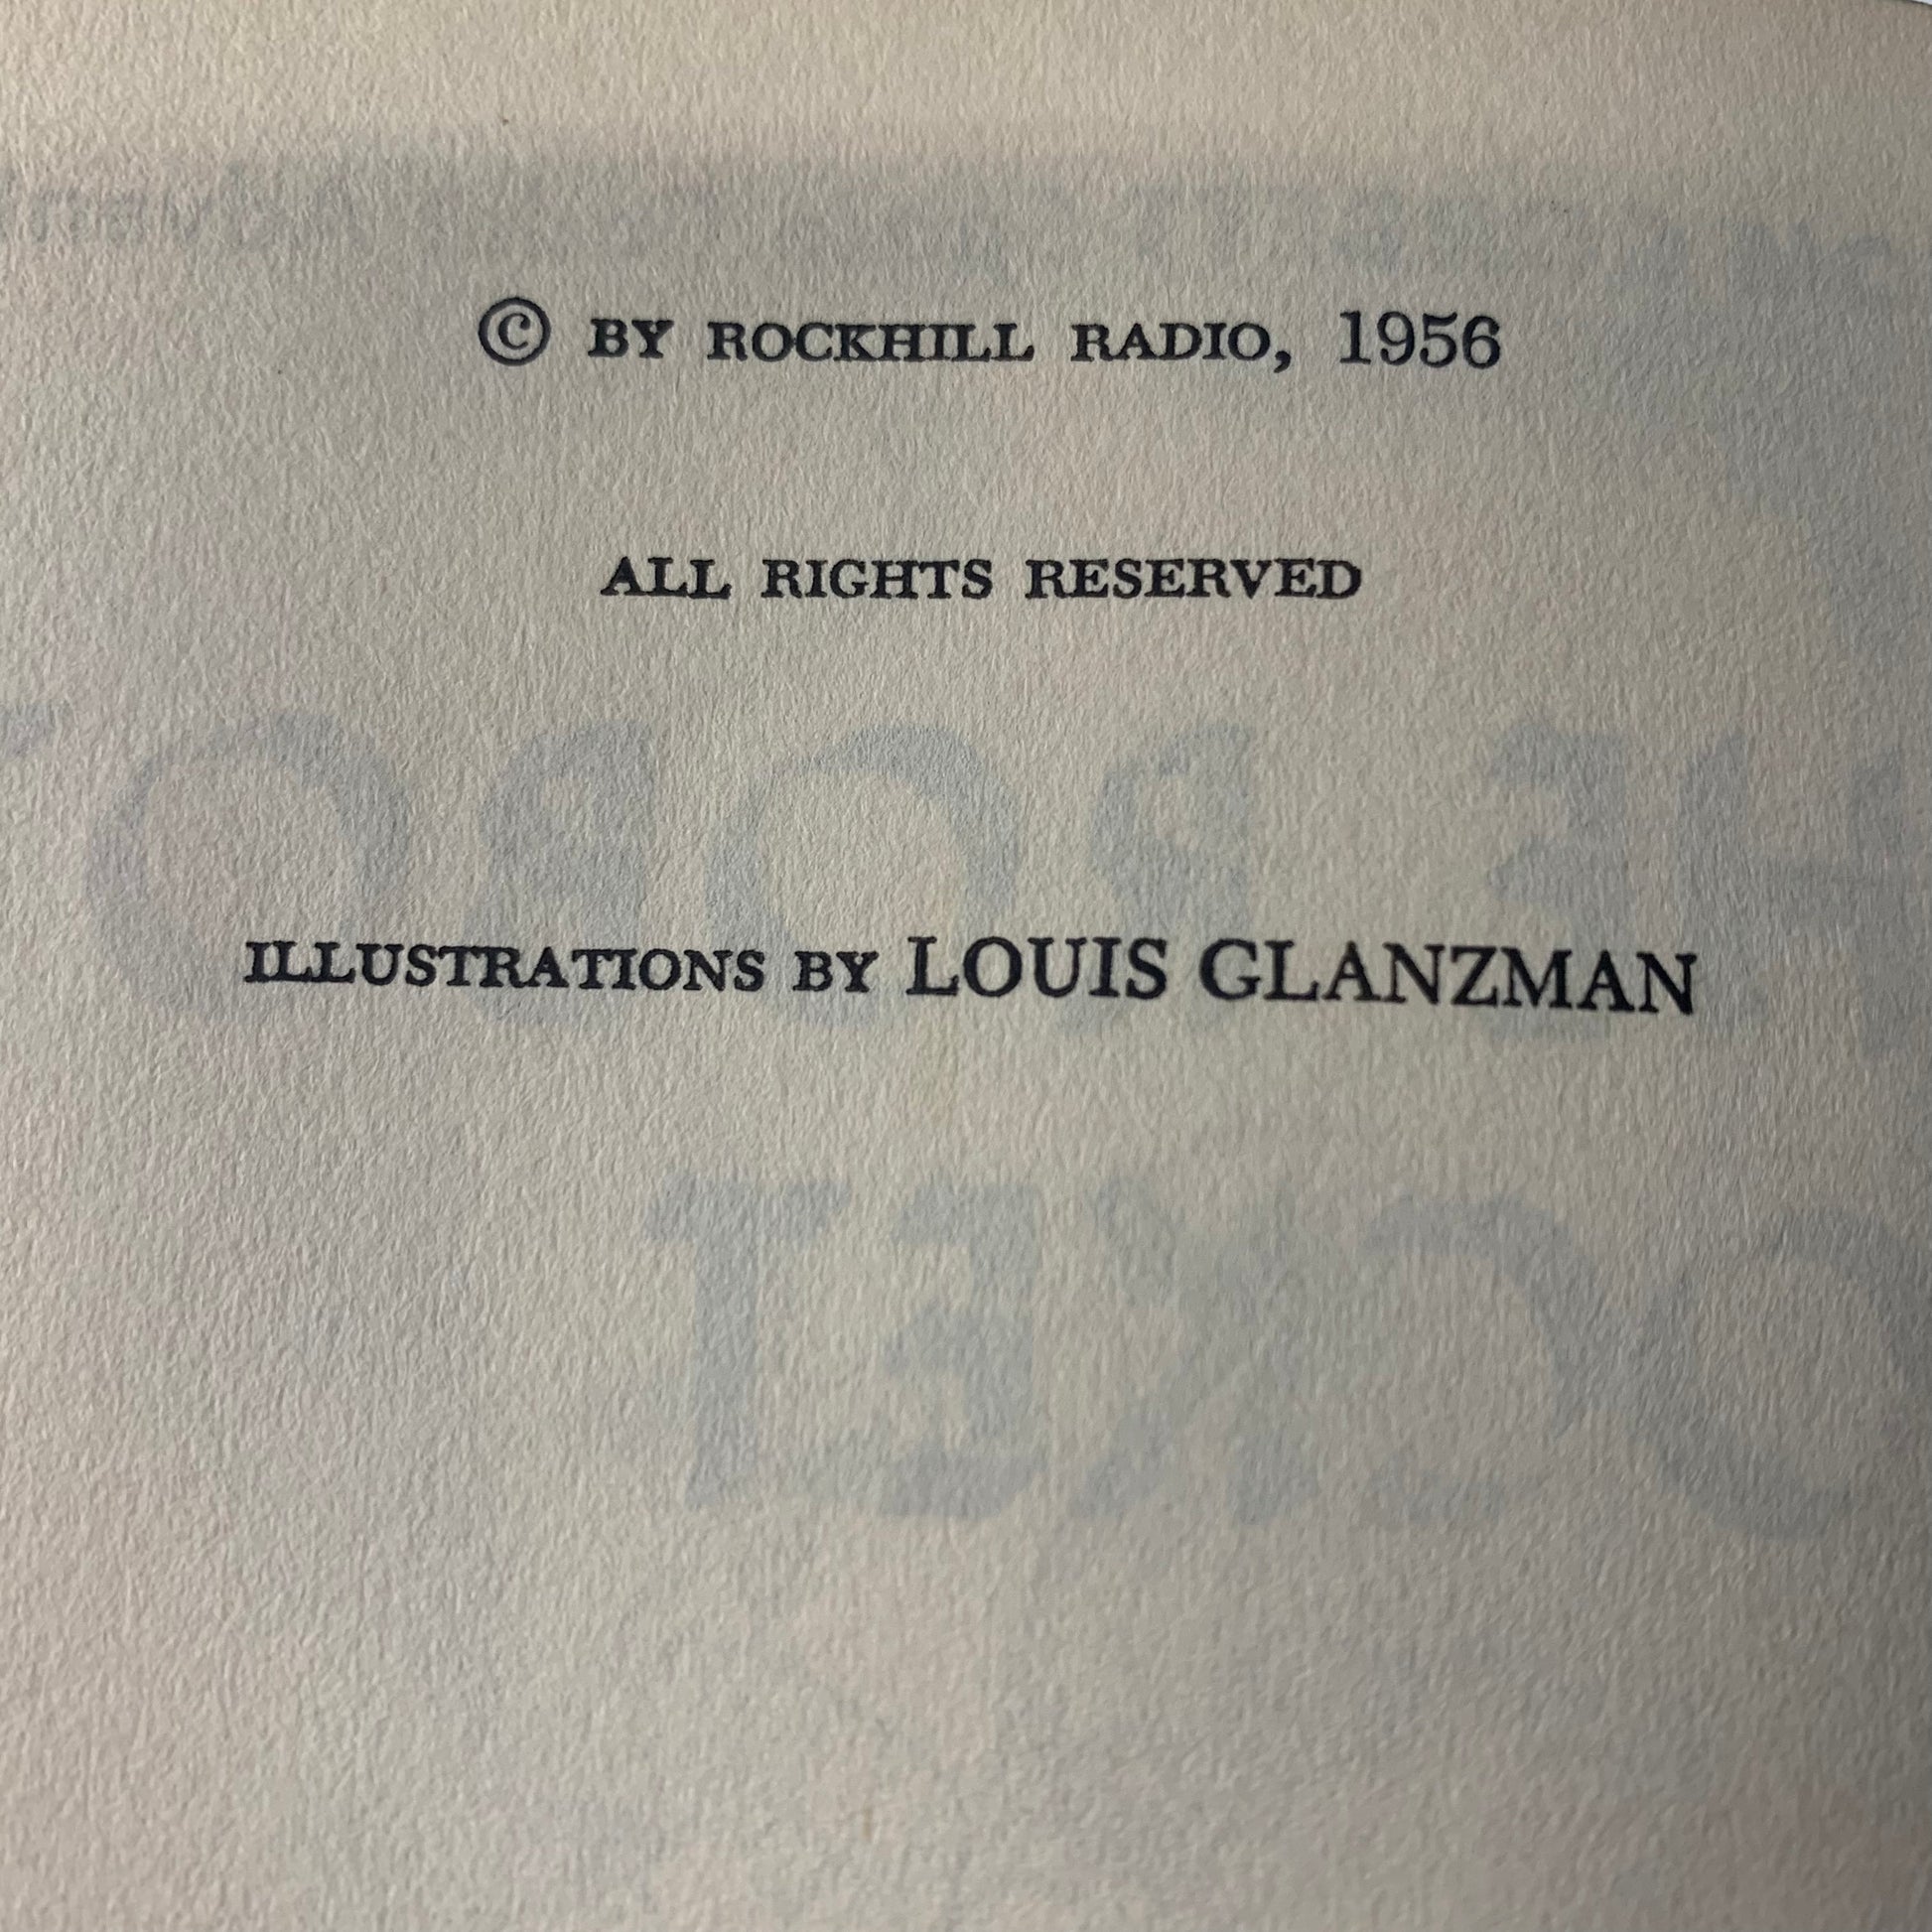 © BY ROCKHILL RADIO, 1956
ALL RIGHTS RESERVED
ILLUSTRATIONS BY LOUIS GLANZMAN